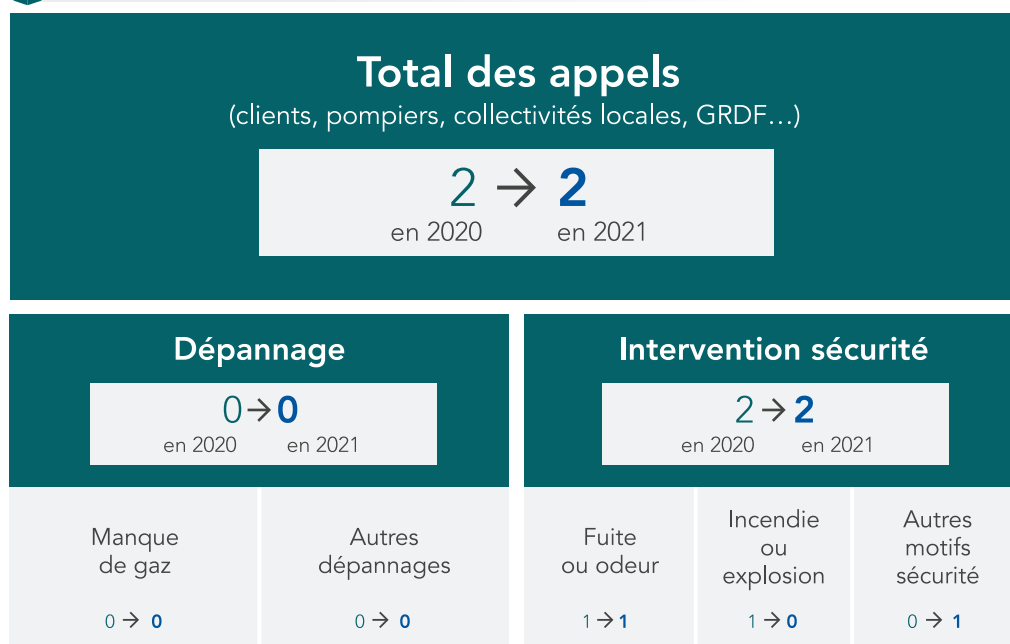 Total des appels
(clients, pompiers, collectivités locales, GRDF…)
2 → 2
en 2020 en 2021
Dépannage
0 → 0
en 2020 en 2021
Manque
de gaz
0 → 0
Autres
dépannages
0 → 0
Intervention sécurité
2 → 2
en 2020 en 2021
Fuite
ou odeur
1 → 1
Incendie
ou
explosion
1 → 0
Autres
motifs
sécurité
0 → 1